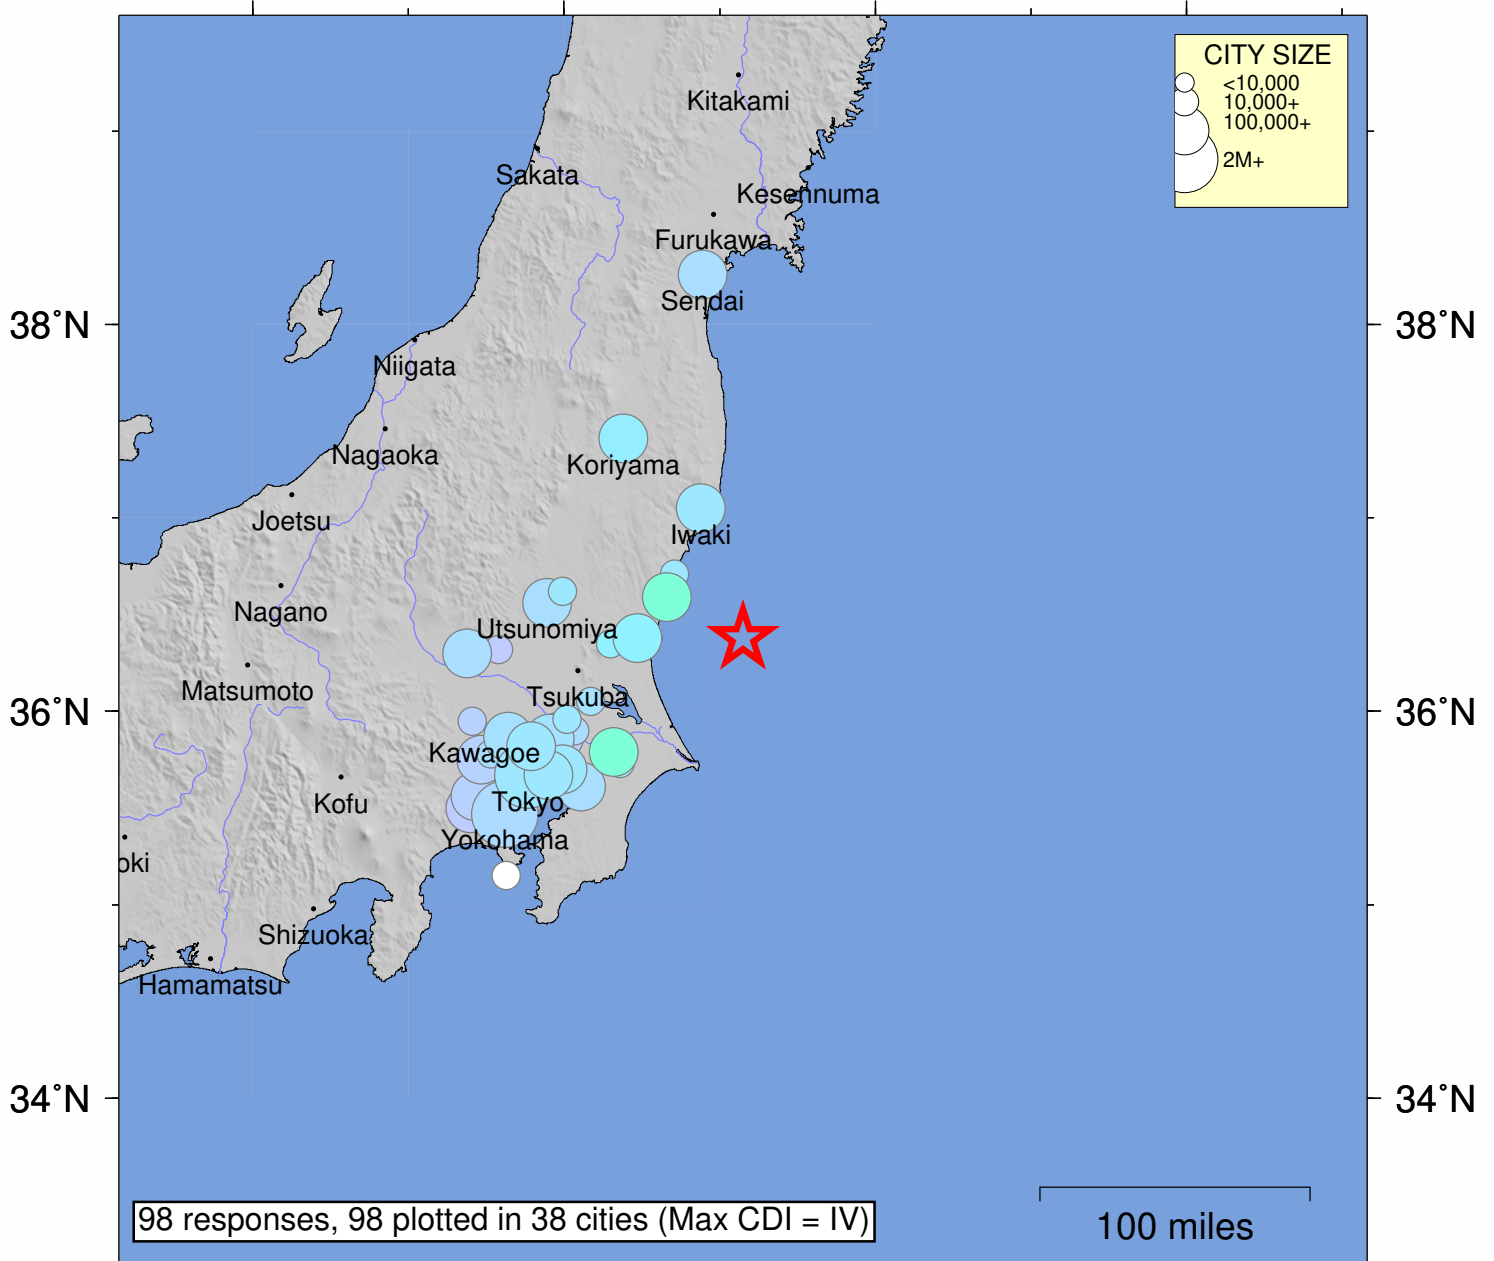 CITY SIZE
<10,000
10,000+
100,000+
2M+
Kitakami
Sakata
Kesennuma
Furukawa
Sendai
38˚N
38˚N
Niigata
Nagaoka
Koriyama
Joetsu
Iwaki
Nagano
Utsunomiya
Matsumoto
Tsukuba
36˚N
36˚N
Kawagoe
Kofu
Tokyo
Yokohama
oki
Shizuoka
Hamamatsu
34˚N
34˚N
98 responses, 98 plotted in 38 cities (Max CDI = IV)
100 miles